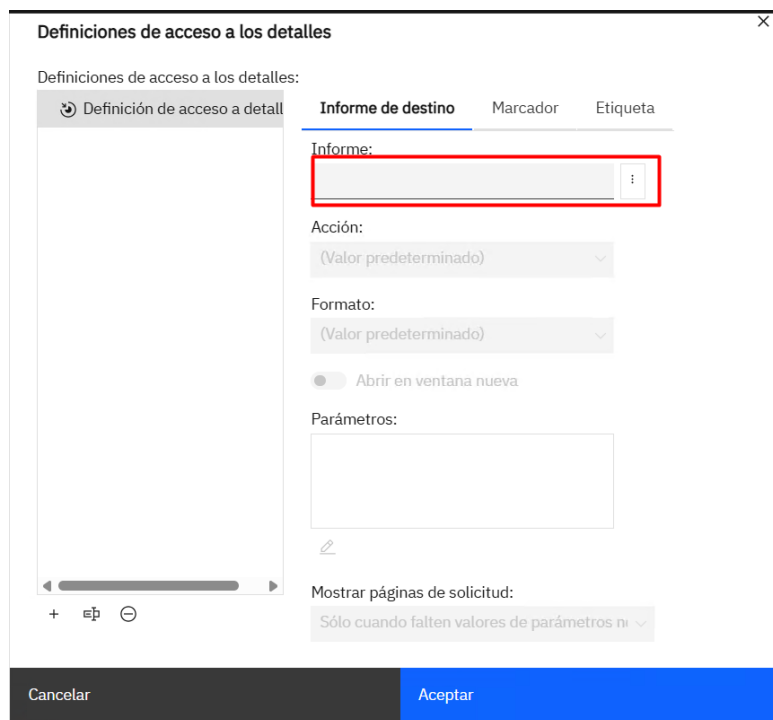 Definiciones de acceso a los detalles
Definiciones de acceso a los detalles:
Definición de acceso a detall
Informe de destino
Marcador
Etiqueta
Informe:
Acción:
(Valor predeterminado)
Formato:
(Valor predeterminado)
Abrir en ventana nueva
Parámetros:
Mostrar páginas de solicitud:
Sólo cuando falten valores de parámetros n
Cancelar
Aceptar